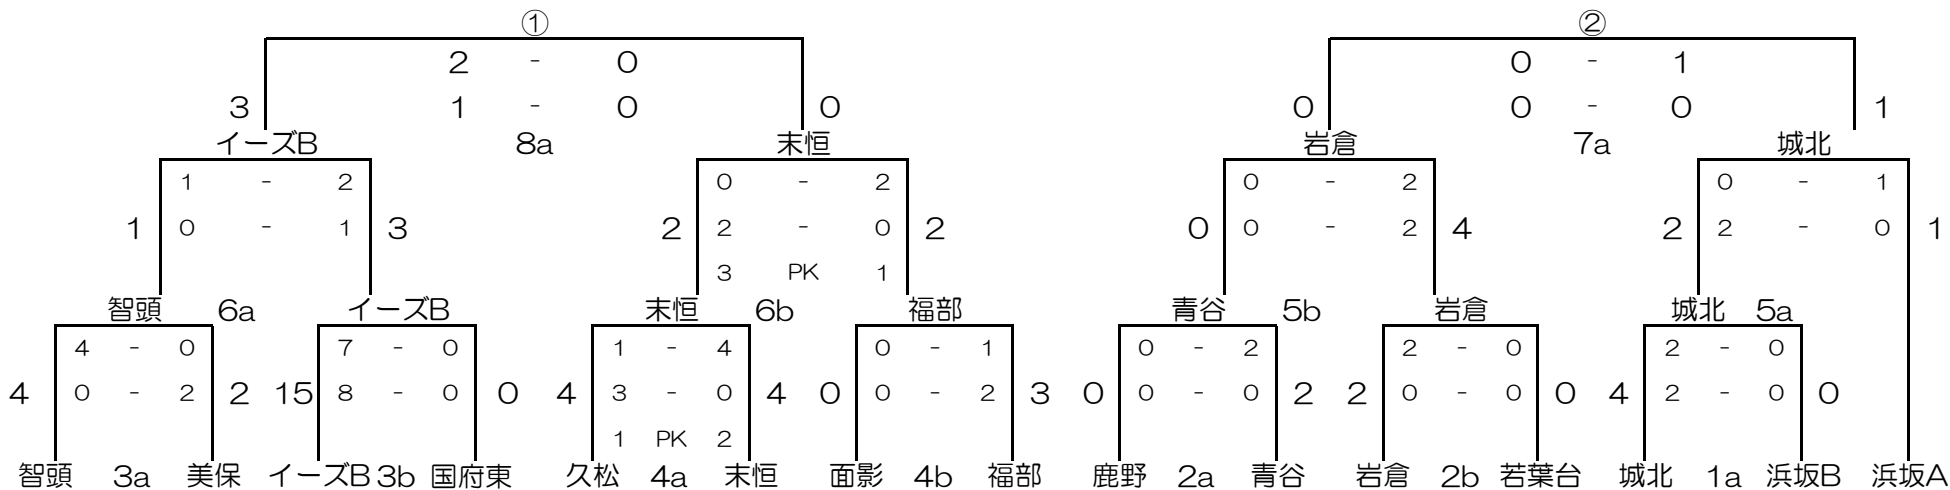 ① ②
2 - 0 0 - 1
3 1 - 0 0 0 0 - 0 1
イーズB 8a 末恒 岩倉 7a 城北
1 - 2 0 - 2 0 - 2 0 - 1
1 0 - 1 3 2 2 - 0 2 0 0 - 2 4 2 2 - 0 1
3 PK 1
智頭 6a イーズB 末恒 6b 福部 青谷 5b 岩倉 城北 5a
4 - 0 7 - 0 1 - 4 0 - 1 0 - 2 2 - 0 2 - 0
4 0 - 2 2 15 8 - 0 0 4 3 - 0 4 0 0 - 2 3 0 0 - 0 2 2 0 - 0 0 4 2 - 0 0
1 PK 2
智頭 3a 美保 イーズB 3b 国府東 久松 4a 末恒 面影 4b 福部 鹿野 2a 青谷 岩倉 2b 若葉台 城北 1a 浜坂B 浜坂A